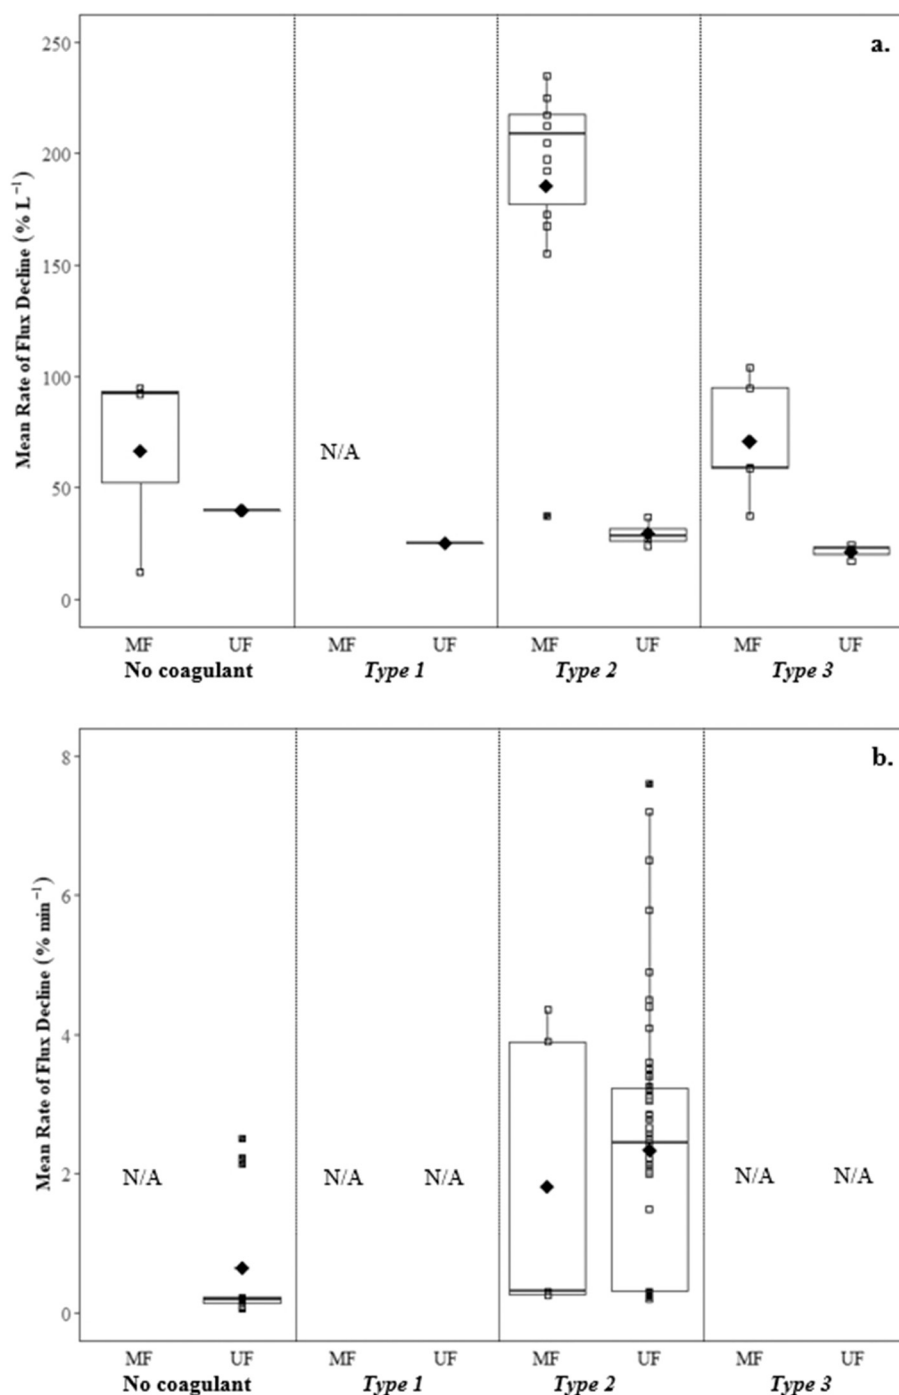 a.
Mean Rate of Flux Decline (% L⁻¹)
250
200
150
100
50
0
N/A
MF UF MF UF MF UF MF UF
No coagulant Type 1 Type 2 Type 3
b.
Mean Rate of Flux Decline (% min⁻¹)
8
6
4
2
0
N/A N/A N/A N/A N/A
MF UF MF UF MF UF MF UF
No coagulant Type 1 Type 2 Type 3